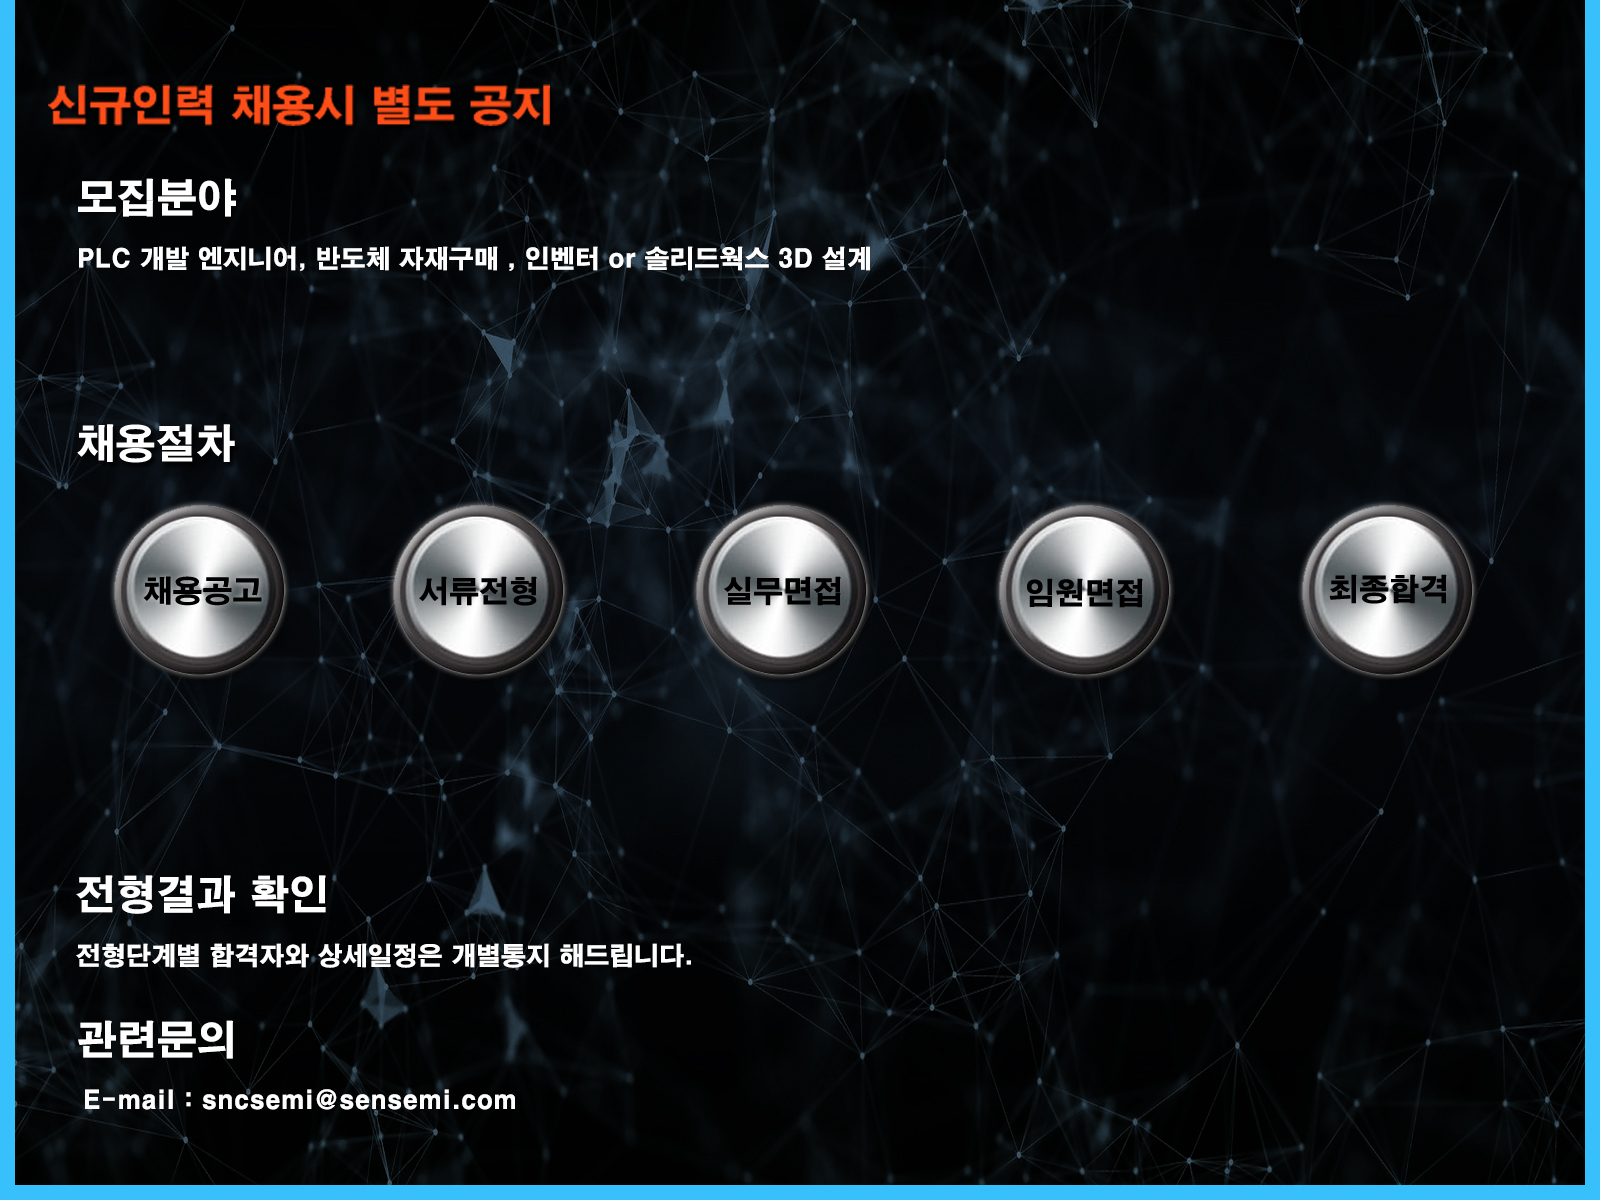 신규인력 채용시 별도 공지
모집분야
PLC 개발 엔지니어, 반도체 자재구매 , 인벤터 or 솔리드웍스 3D 설계
채용절차
채용공고 서류전형 실무면접 임원면접 최종합격
전형결과 확인
전형단계별 합격자와 상세일정은 개별통지 해드립니다.
관련문의
E-mail : sncsemi@sensemi.com